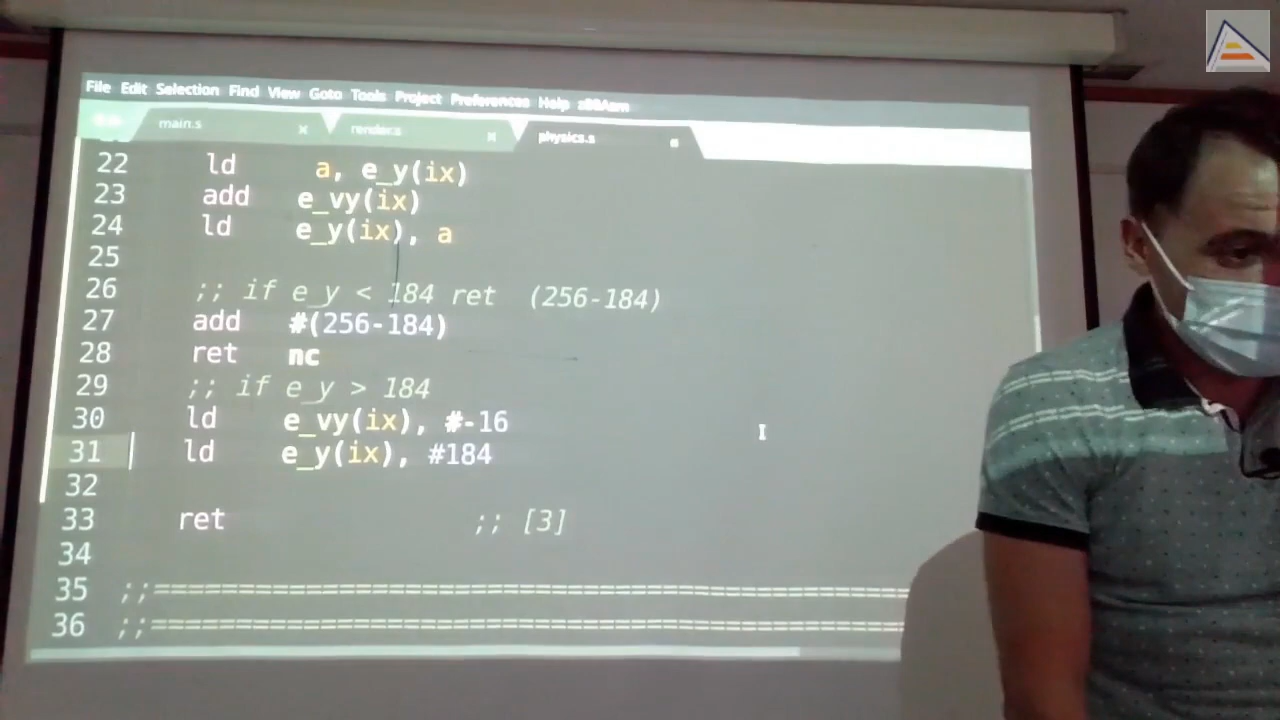 File Edit Selection Find View Goto Tools Project Preferences Help z80Asm
main.s × render.s × physics.s
22 ld a, e_y(ix)
23 add e_vy(ix)
24 ld e_y(ix), a
25
26 ;; if e_y < 184 ret (256-184)
27 add #(256-184)
28 ret nc
29 ;; if e_y > 184
30 ld e_vy(ix), #-16
31 ld e_y(ix), #184
32
33 ret ;; [3]
34
35 ;;====================================================
36 ;;====================================================